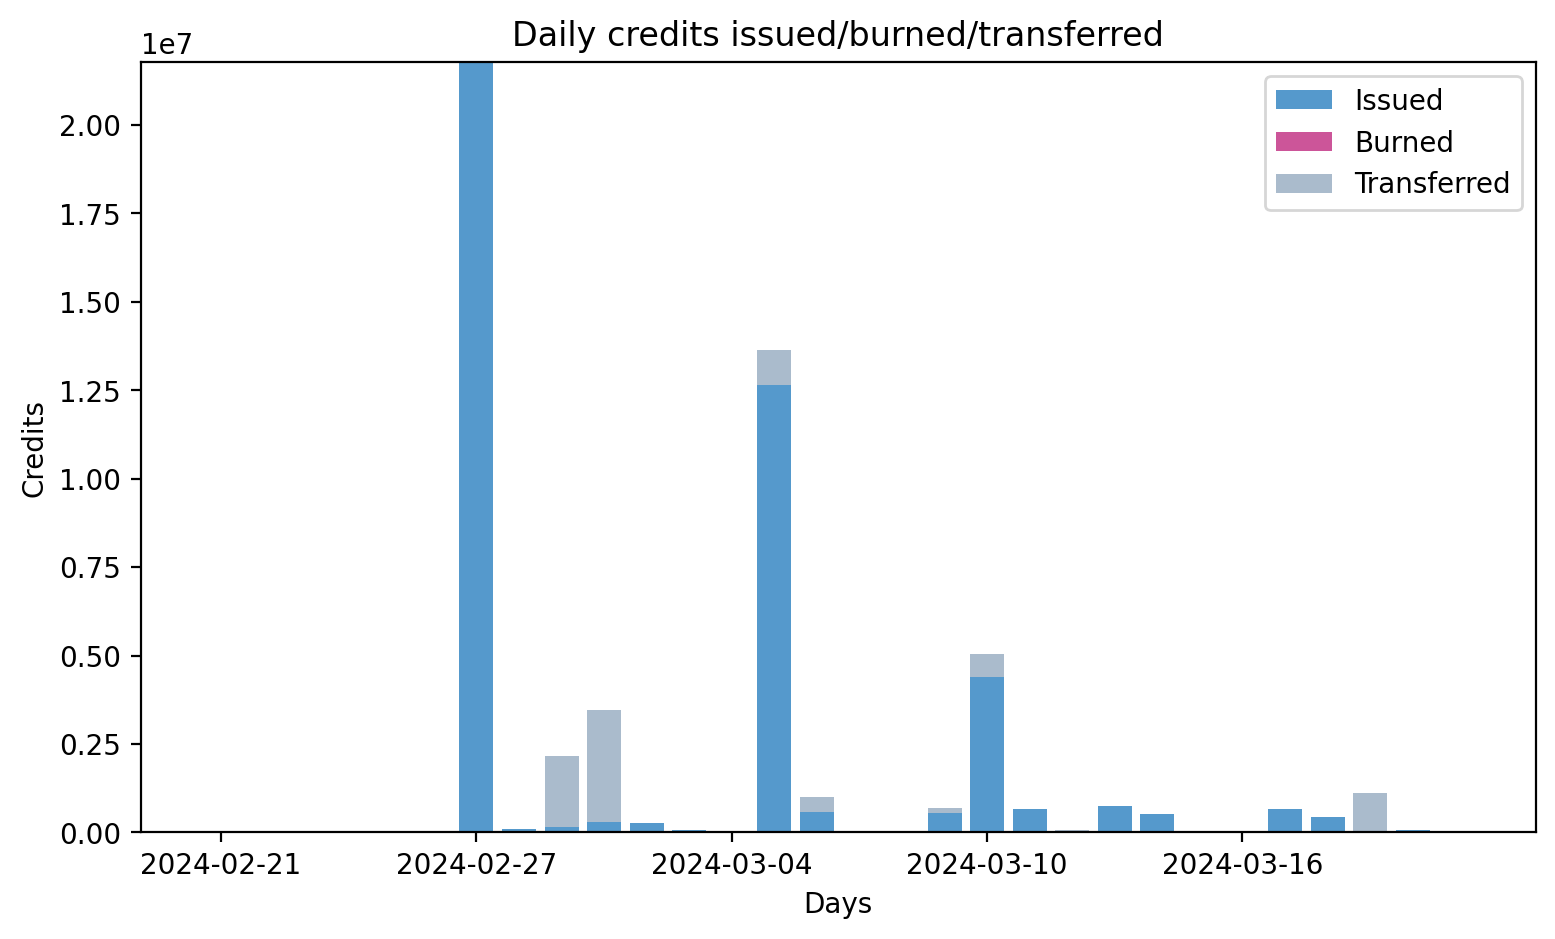 Daily credits issued/burned/transferred
1e7
Issued
Burned
Transferred
2.00
1.75
1.50
1.25
1.00
0.75
0.50
0.25
0.00
Credits
2024-02-21 2024-02-27 2024-03-04 2024-03-10 2024-03-16
Days